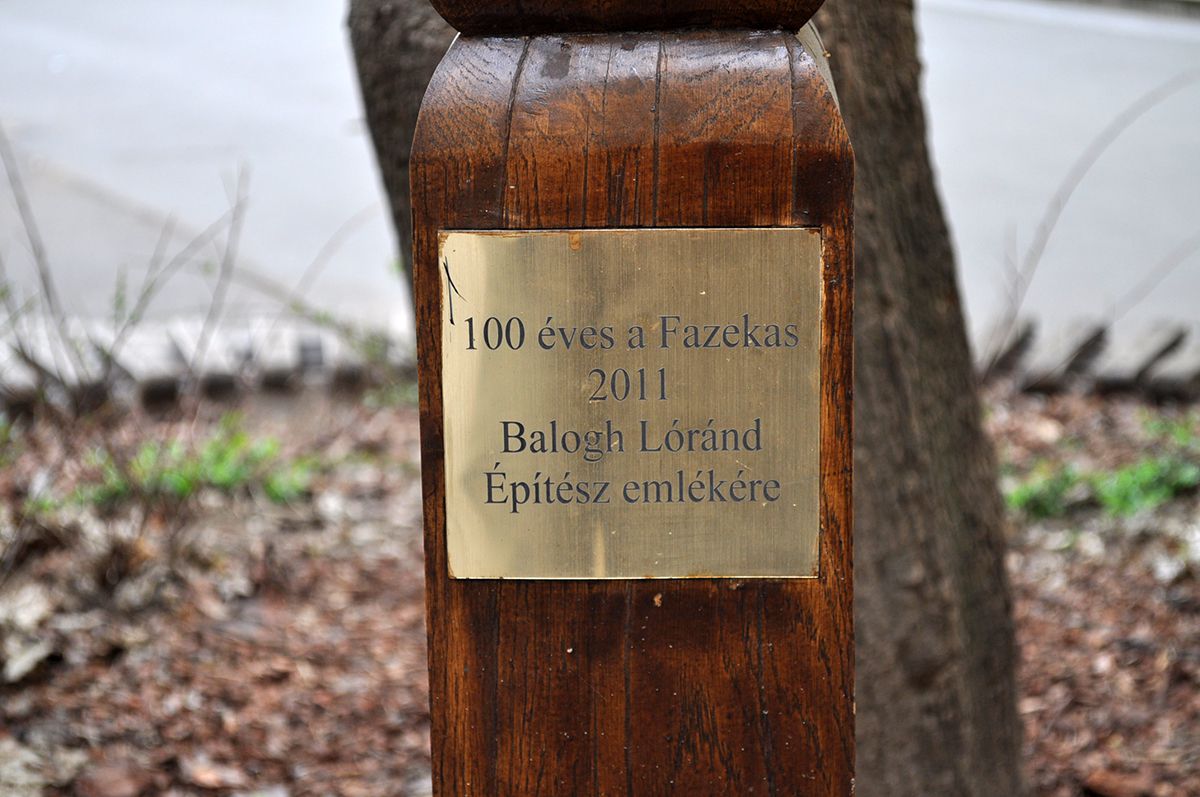 100 éves a Fazekas
2011
Balogh Lóránd
Építész emlékére